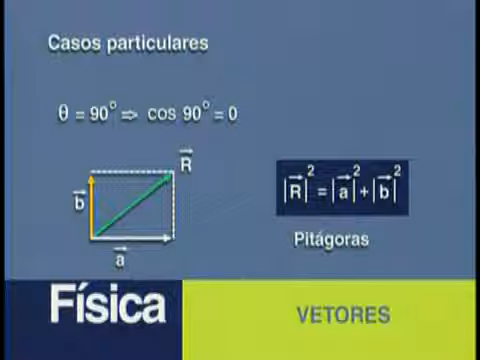 Casos particulares
θ = 90° ⇒ cos 90° = 0
R⃗
b⃗
a⃗
|R⃗|² = |a⃗|² + |b⃗|²
Pitágoras
Física
VETORES